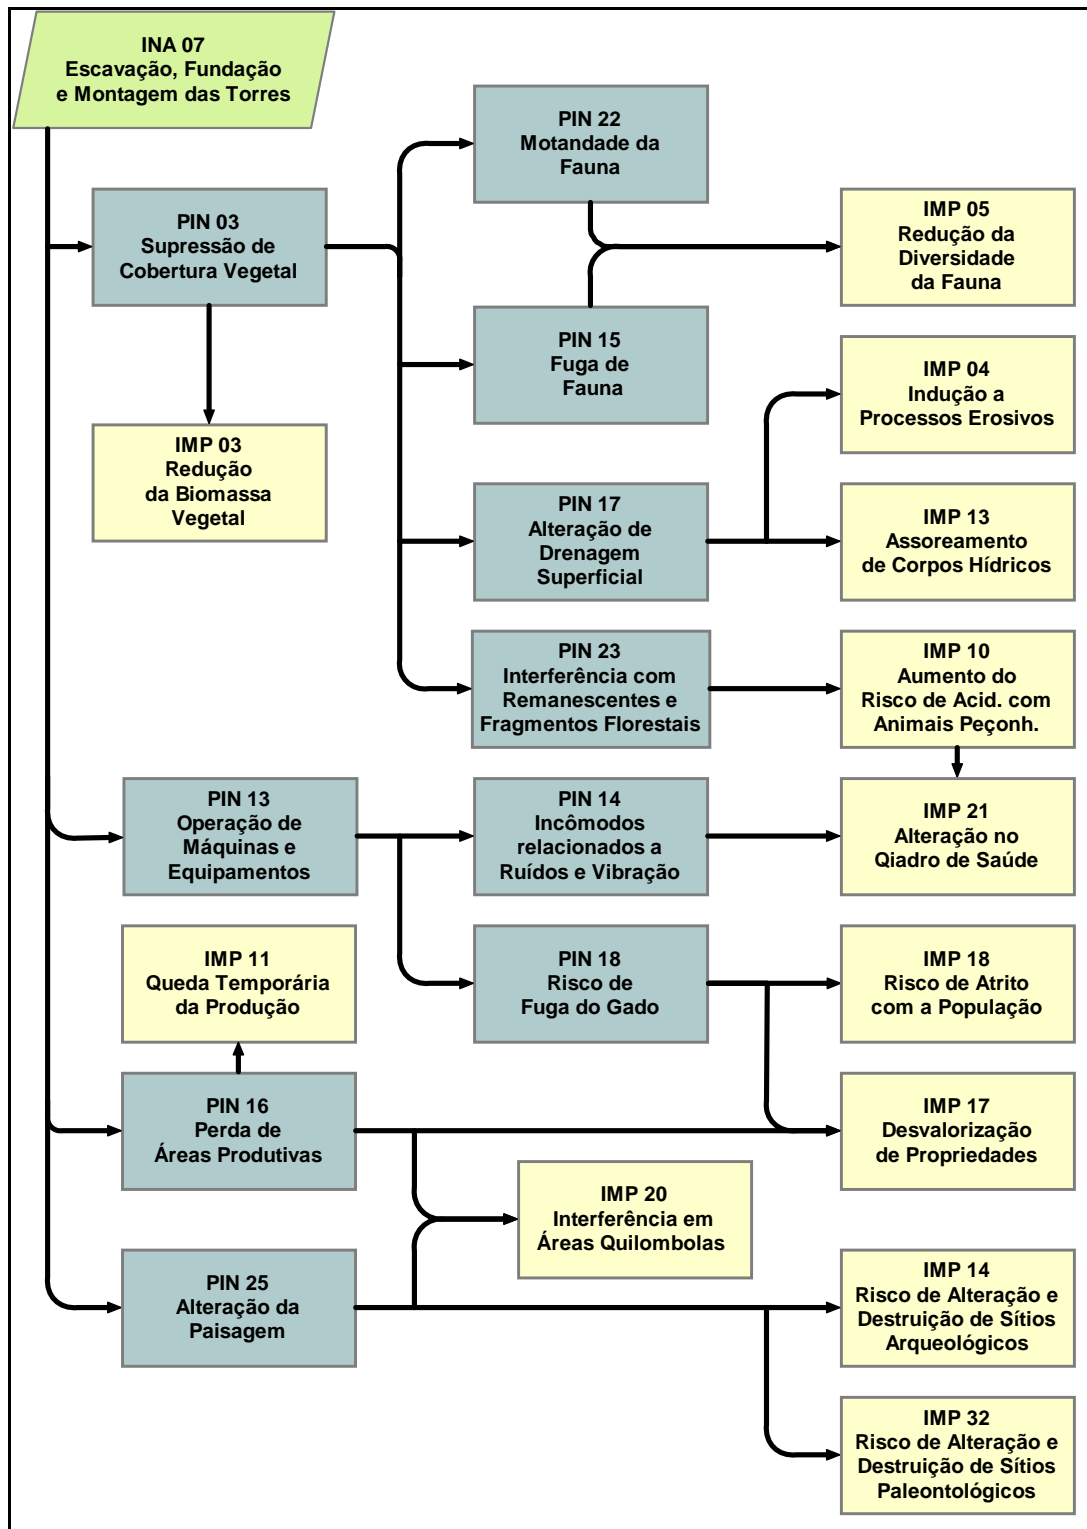 INA 07
Escavação, Fundação
e Montagem das Torres
PIN 22
Motandade da
Fauna
PIN 03
Supressão de
Cobertura Vegetal
IMP 05
Redução da
Diversidade
da Fauna
PIN 15
Fuga de
Fauna
IMP 04
Indução a
Processos Erosivos
IMP 03
Redução
da Biomassa
Vegetal
PIN 17
Alteração de
Drenagem
Superficial
IMP 13
Assoreamento
de Corpos Hídricos
PIN 23
Interferência com
Remanescentes e
Fragmentos Florestais
IMP 10
Aumento do
Risco de Acid. com
Animais Peçonh.
PIN 13
Operação de
Máquinas e
Equipamentos
PIN 14
Incômodos
relacionados a
Ruídos e Vibração
IMP 21
Alteração no
Qiadro de Saúde
IMP 11
Queda Temporária
da Produção
PIN 18
Risco de
Fuga do Gado
IMP 18
Risco de Atrito
com a População
PIN 16
Perda de
Áreas Produtivas
IMP 17
Desvalorização
de Propriedades
IMP 20
Interferência em
Áreas Quilombolas
PIN 25
Alteração da
Paisagem
IMP 14
Risco de Alteração e
Destruição de Sítios
Arqueológicos
IMP 32
Risco de Alteração e
Destruição de Sítios
Paleontológicos